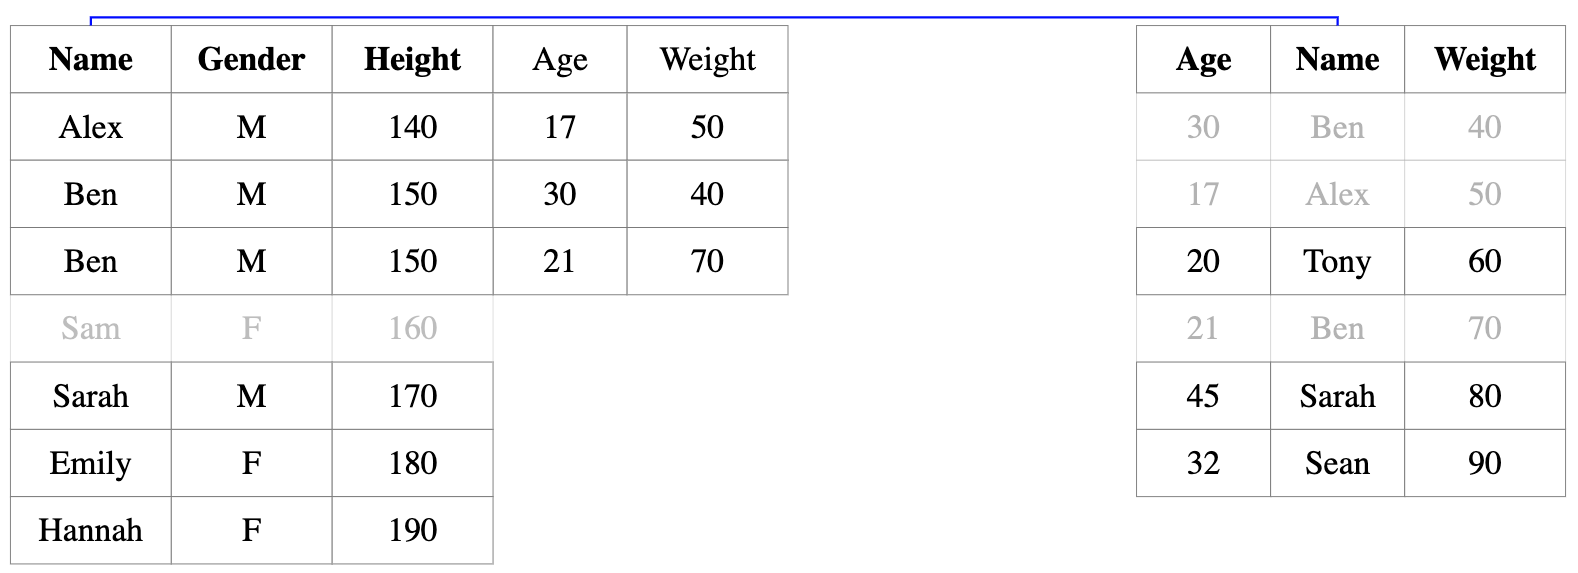 Name Gender Height Age Weight
Alex M 140 17 50
Ben M 150 30 40
Ben M 150 21 70
Sam F 160
Sarah M 170
Emily F 180
Hannah F 190
Age Name Weight
30 Ben 40
17 Alex 50
20 Tony 60
21 Ben 70
45 Sarah 80
32 Sean 90